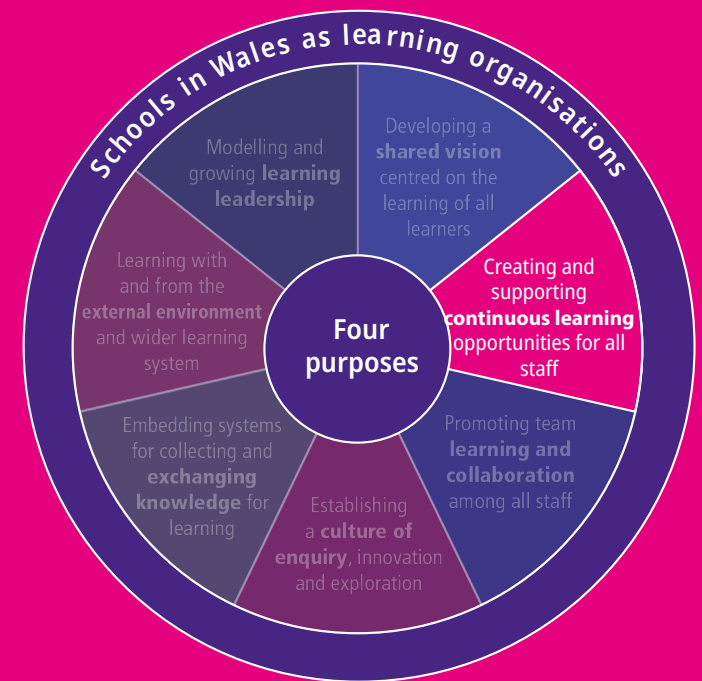 Schools in Wales as learning organisations
Developing a
shared vision
centred on the
learning of all
learners
Creating and
supporting
continuous learning
opportunities for all
staff
Promoting team
learning and
collaboration
among all staff
Establishing
a culture of
enquiry, innovation
and exploration
Embedding systems
for collecting and
exchanging
knowledge for
learning
Learning with
and from the
external environment
and wider learning
system
Modelling and
growing learning
leadership
Four
purposes